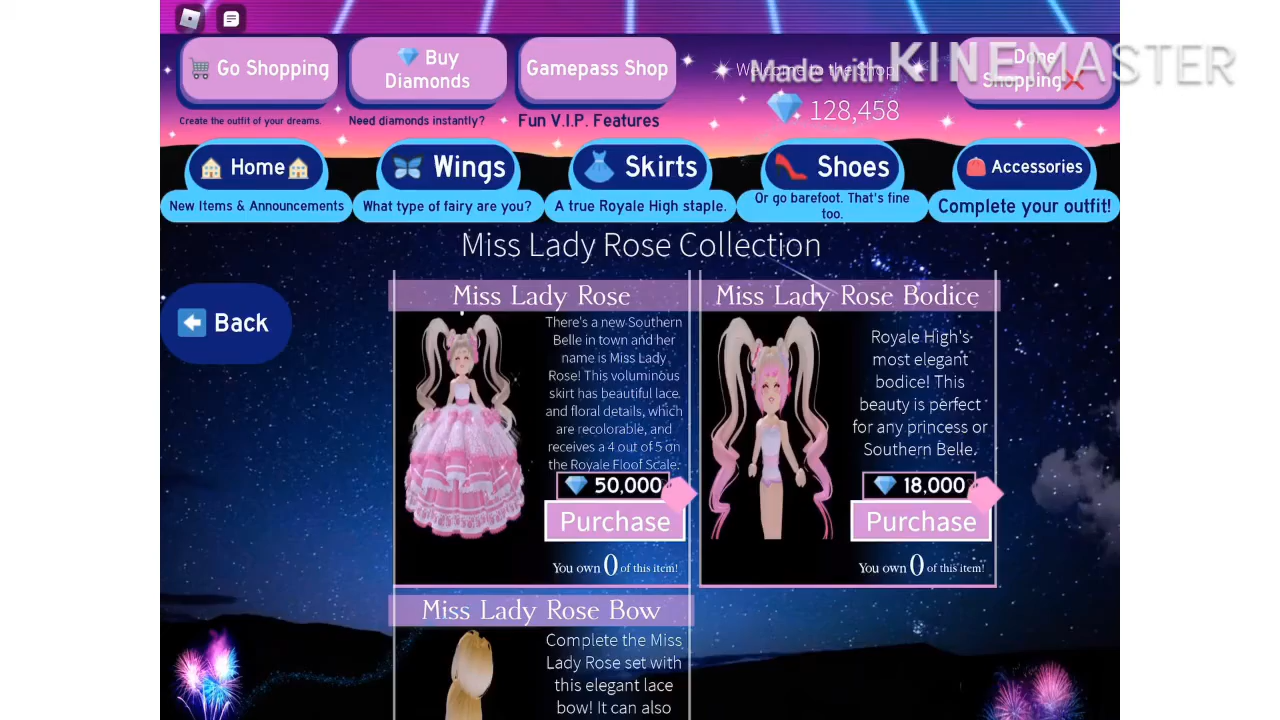 Go Shopping
Create the outfit of your dreams.
Buy
Diamonds
Need diamonds instantly?
Gamepass Shop
Fun V.I.P. Features
Welcome to the Shop
128,458
Done
Shopping
Made with KINEMASTER
Home
New Items & Announcements
Wings
What type of fairy are you?
Skirts
A true Royale High staple.
Shoes
Or go barefoot. That's fine
too.
Accessories
Complete your outfit!
Miss Lady Rose Collection
Back
Miss Lady Rose
There's a new Southern
Belle in town and her
name is Miss Lady
Rose! This voluminous
skirt has beautiful lace
and floral details, which
are recolorable, and
receives a 4 out of 5 on
the Royale Floof Scale.
50,000
Purchase
You own 0 of this item!
Miss Lady Rose Bodice
Royale High's
most elegant
bodice! This
beauty is perfect
for any princess or
Southern Belle.
18,000
Purchase
You own 0 of this item!
Miss Lady Rose Bow
Complete the Miss
Lady Rose set with
this elegant lace
bow! It can also